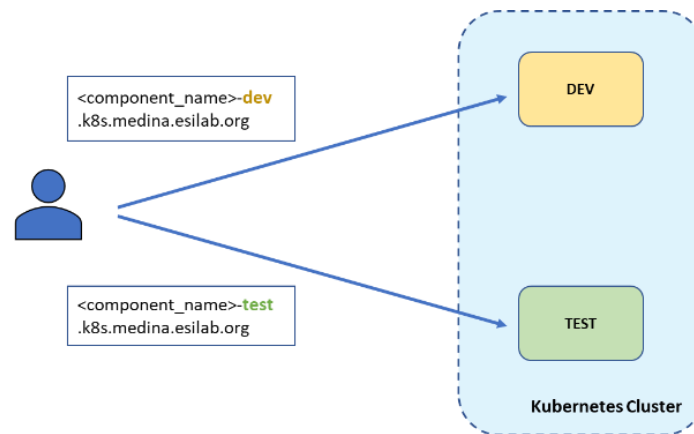 <component_name>-dev
.k8s.medina.esilab.org
DEV
<component_name>-test
.k8s.medina.esilab.org
TEST
Kubernetes Cluster